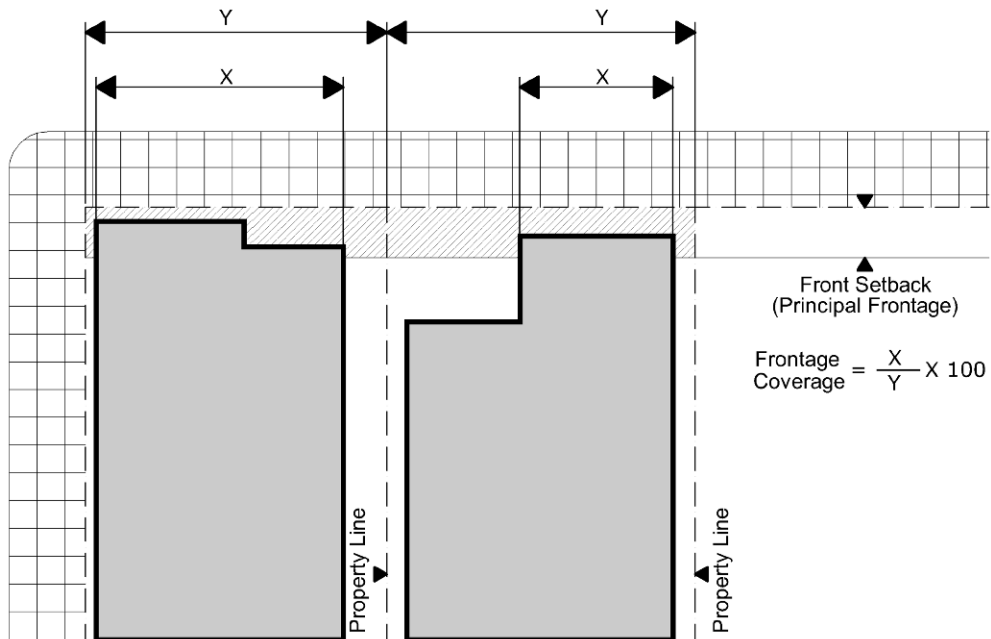 Y
Y
X
X
Front Setback
(Principal Frontage)
Frontage
Coverage = X/Y X 100
Property Line
Property Line